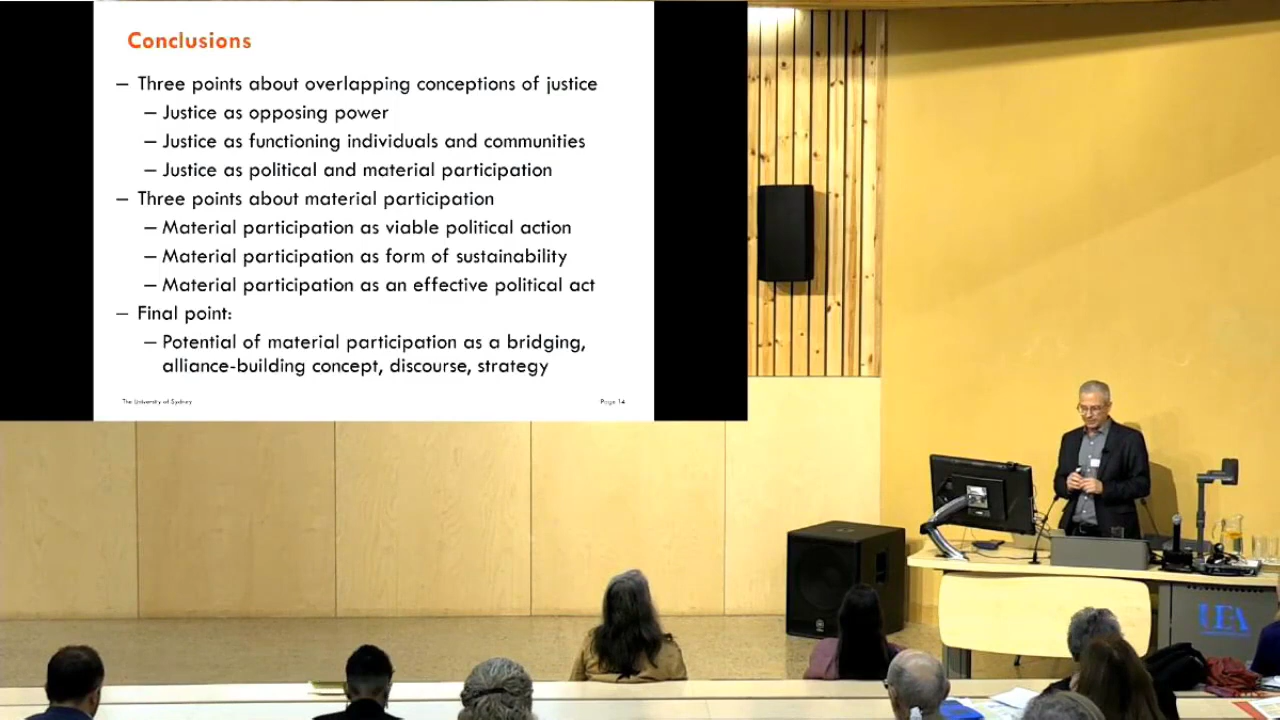 Conclusions
– Three points about overlapping conceptions of justice
– Justice as opposing power
– Justice as functioning individuals and communities
– Justice as political and material participation
– Three points about material participation
– Material participation as viable political action
– Material participation as form of sustainability
– Material participation as an effective political act
– Final point:
– Potential of material participation as a bridging,
alliance-building concept, discourse, strategy
The University of Sydney
Page 14
UEA